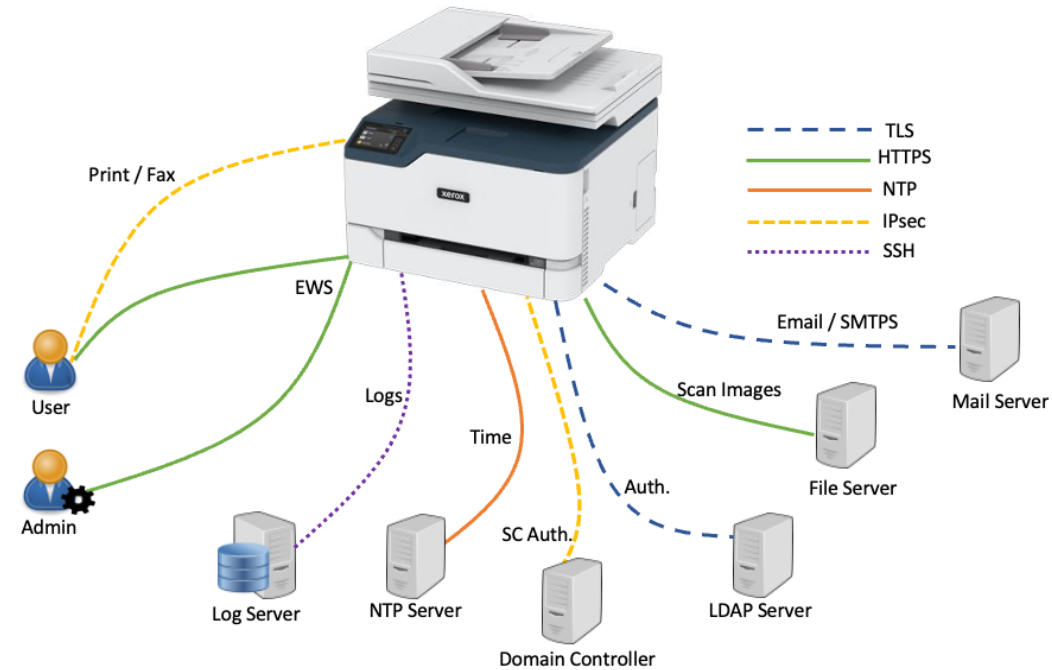 TLS
HTTPS
NTP
IPsec
SSH
Print / Fax
xerox
EWS
User
Admin
Logs
Time
SC Auth.
Auth.
Scan Images
Email / SMTPS
Mail Server
File Server
LDAP Server
Domain Controller
NTP Server
Log Server